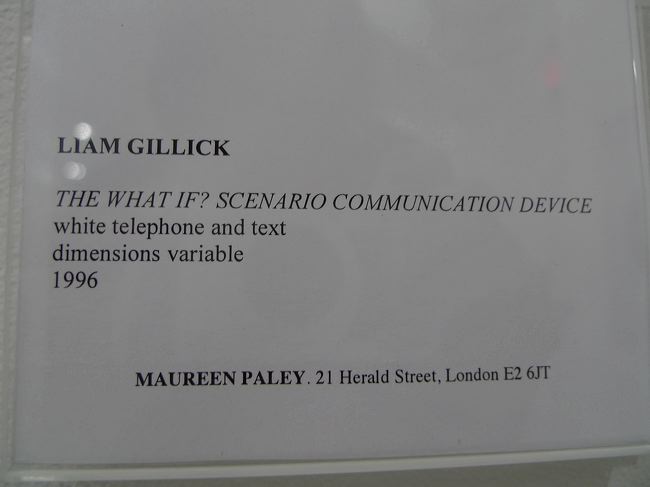 LIAM GILLICK
THE WHAT IF? SCENARIO COMMUNICATION DEVICE
white telephone and text
dimensions variable
1996
MAUREEN PALEY. 21 Herald Street, London E2 6JT